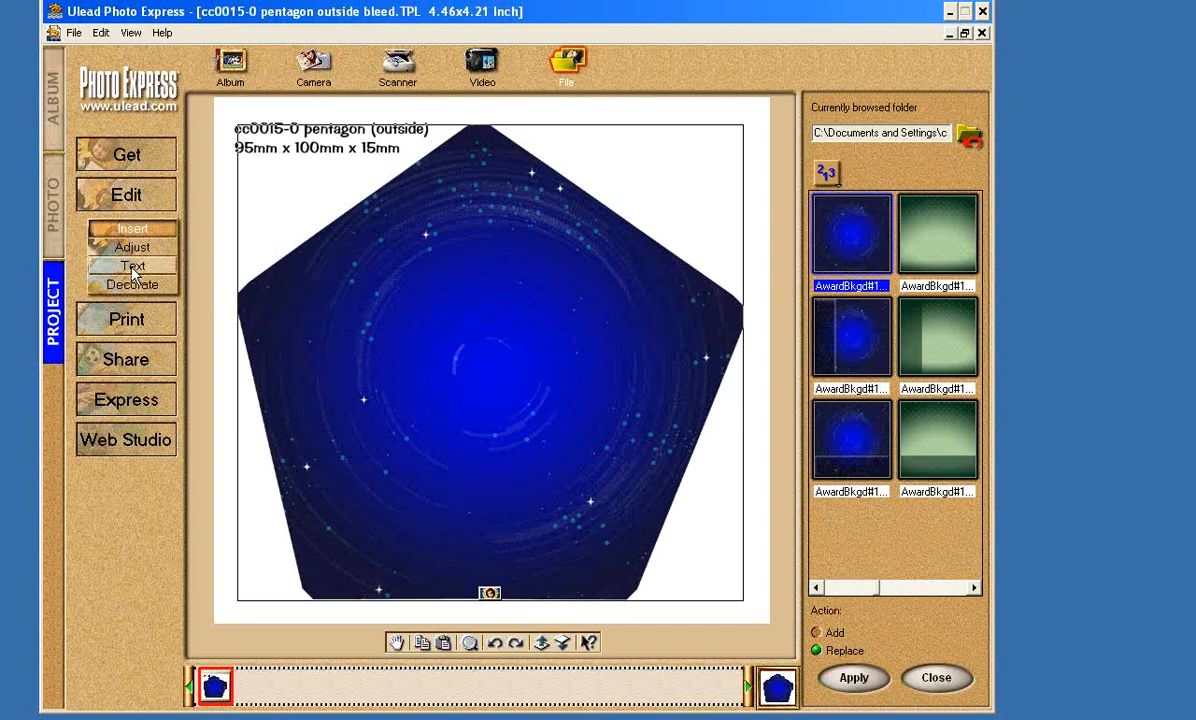 Ulead Photo Express - [cc0015-0 pentagon outside bleed.TPL 4.46x4.21 Inch]
File Edit View Help
ALBUM
PHOTO
PROJECT
PHOTO EXPRESS
www.ulead.com
Album Camera Scanner Video File
Get
Edit
Insert
Adjust
Text
Decorate
Print
Share
Express
Web Studio
cc0015-0 pentagon (outside)
95mm x 100mm x 15mm
Currently browsed folder
C:\Documents and Settings\c
213
AwardBkgd#1... AwardBkgd#1...
AwardBkgd#1... AwardBkgd#1...
AwardBkgd#1... AwardBkgd#1...
Action:
Add
Replace
Apply Close